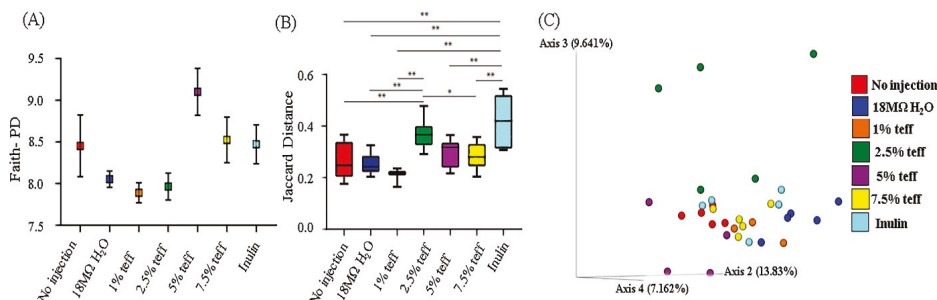 (A)
Faith- PD
9.5
9.0
8.5
8.0
7.5
No injection
18MΩ H2O
1% teff
2.5% teff
5% teff
7.5% teff
Inulin
(B)
Jaccard Distance
0.6
0.4
0.2
0.0
**
**
**
**
**
**
**
**
*
**
No injection
18MΩ H2O
1% teff
2.5% teff
5% teff
7.5% teff
Inulin
(C)
Axis 3 (9.641%)
Axis 2 (13.83%)
Axis 4 (7.162%)
No injection
18MΩ H2O
1% teff
2.5% teff
5% teff
7.5% teff
Inulin